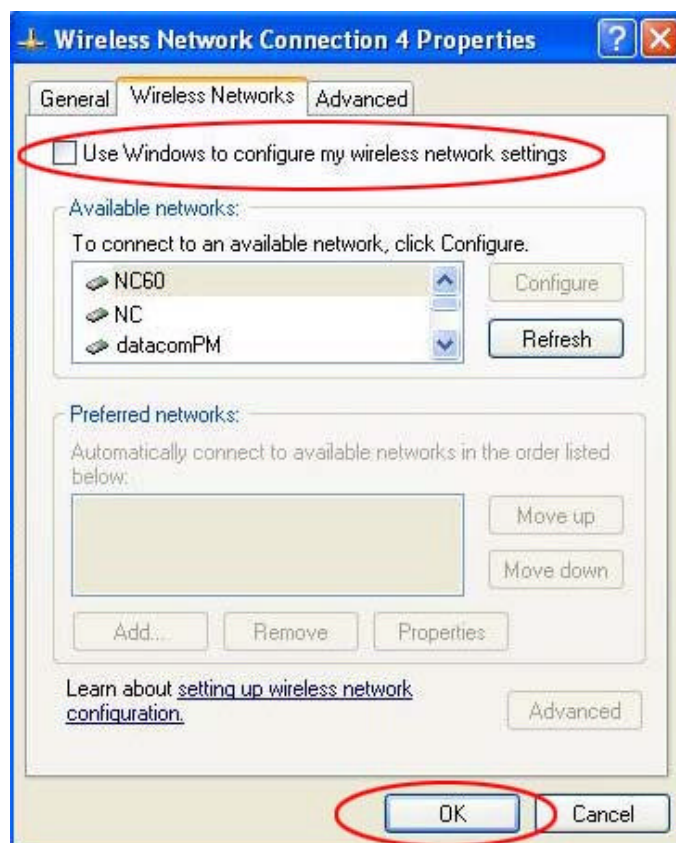 Wireless Network Connection 4 Properties
General Wireless Networks Advanced
Use Windows to configure my wireless network settings
Available networks:
To connect to an available network, click Configure.
NC60
NC
datacomPM
Configure
Refresh
Preferred networks:
Automatically connect to available networks in the order listed
below:
Move up
Move down
Add... Remove Properties
Learn about setting up wireless network
configuration.
Advanced
OK Cancel